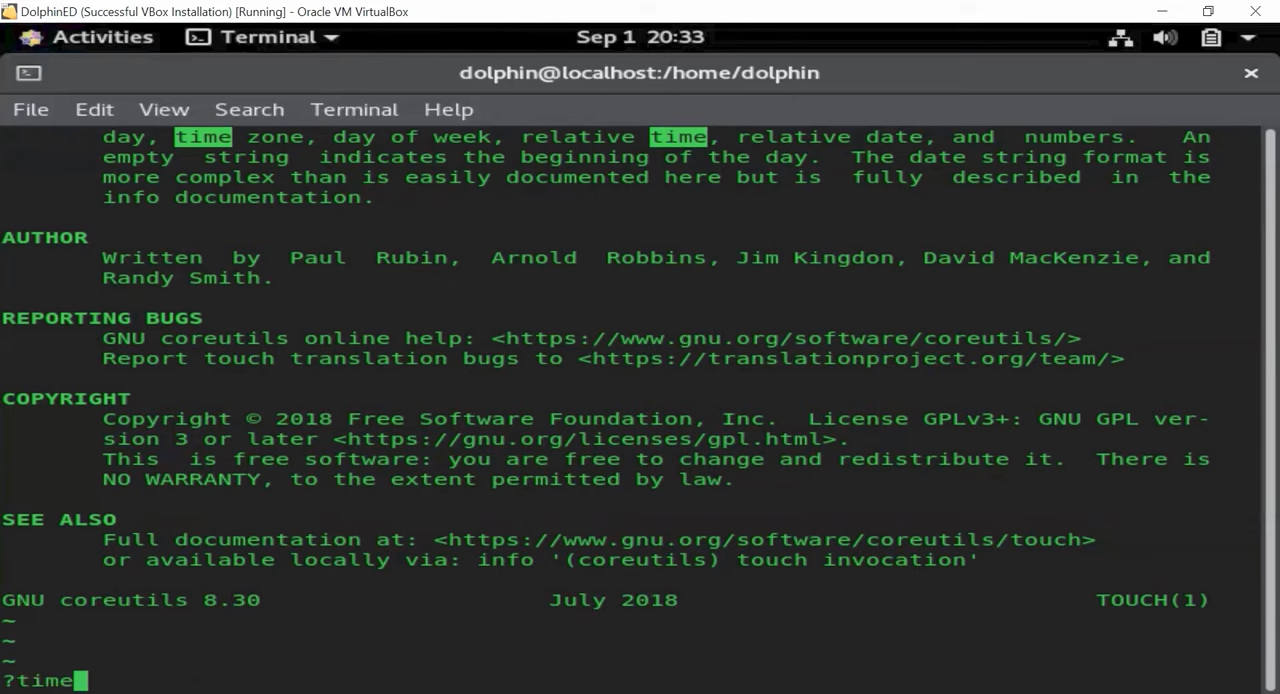 DolphinED (Successful VBox Installation) [Running] - Oracle VM VirtualBox
Activities Terminal Sep 1 20:33
dolphin@localhost:/home/dolphin
File Edit View Search Terminal Help
day, time zone, day of week, relative time, relative date, and numbers. An
empty string indicates the beginning of the day. The date string format is
more complex than is easily documented here but is fully described in the
info documentation.
AUTHOR
Written by Paul Rubin, Arnold Robbins, Jim Kingdon, David MacKenzie, and
Randy Smith.
REPORTING BUGS
GNU coreutils online help: <https://www.gnu.org/software/coreutils/>
Report touch translation bugs to <https://translationproject.org/team/>
COPYRIGHT
Copyright © 2018 Free Software Foundation, Inc. License GPLv3+: GNU GPL ver-
sion 3 or later <https://gnu.org/licenses/gpl.html>.
This is free software: you are free to change and redistribute it. There is
NO WARRANTY, to the extent permitted by law.
SEE ALSO
Full documentation at: <https://www.gnu.org/software/coreutils/touch>
or available locally via: info '(coreutils) touch invocation'
GNU coreutils 8.30 July 2018 TOUCH(1)
~
~
~
?time